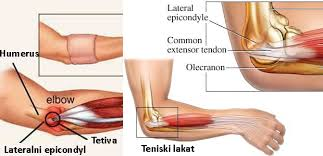 Humerus
elbow
Lateralni epicondyl
Tetiva
Lateral
epicondyle
Common
extensor tendon
Olecranon
Teniski lakat